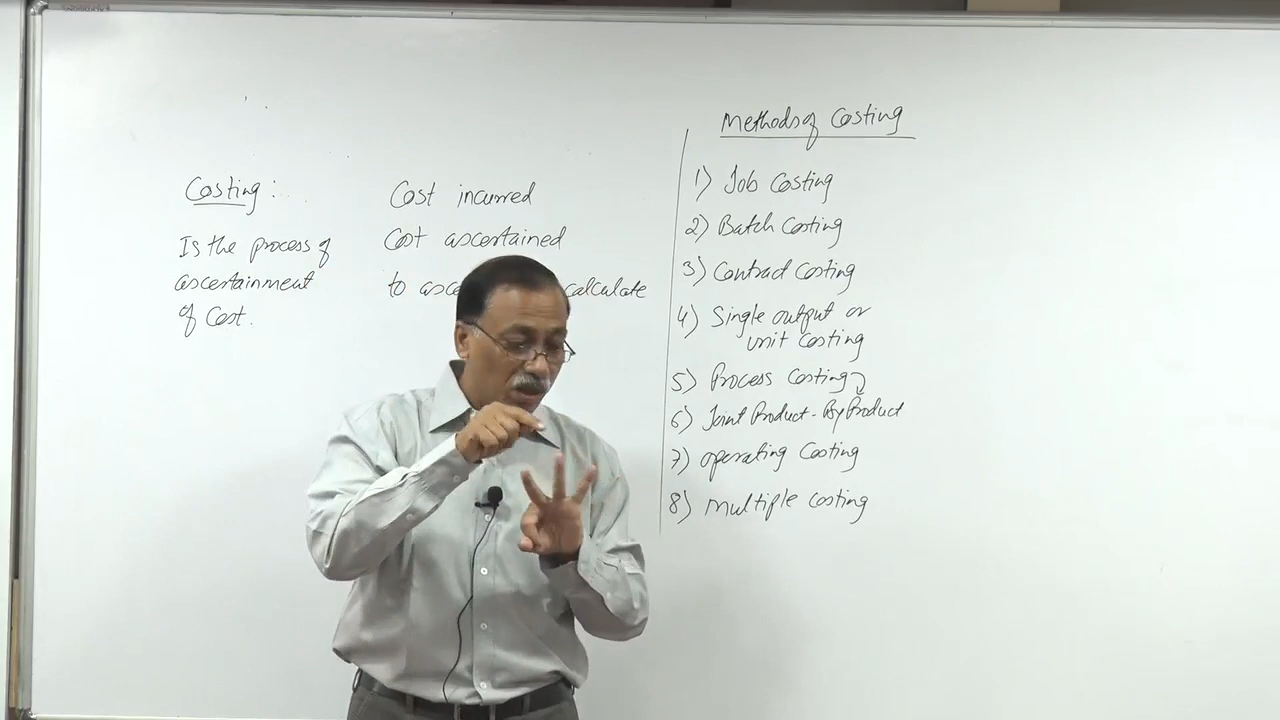 Costing:
Is the process of
ascertainment
of Cost.
Cost incurred
Cost ascertained
to calculate
Methods of Costing
1) Job Costing
2) Batch Costing
3) Contract Costing
4) Single output or
unit Costing
5) Process Costing
6) Joint Product - By Product
7) Operating Costing
8) Multiple Costing